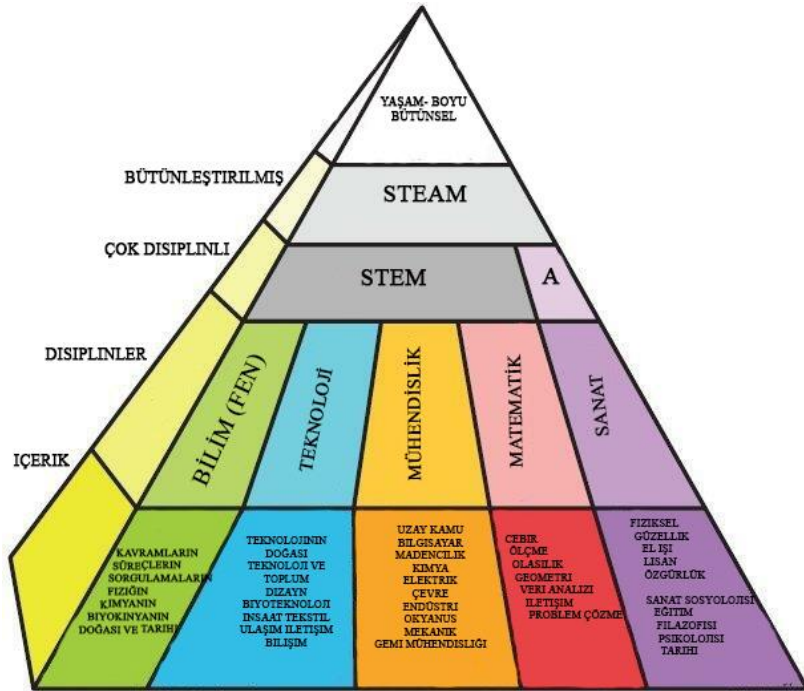 YAŞAM- BOYU
BÜTÜNSEL
BÜTÜNLEŞTIRILMIŞ
STEAM
ÇOK DISIPLINLI
STEM
A
DISIPLINLER
BİLİM (FEN)
TEKNOLOJİ
MÜHENDİSLİK
MATEMATİK
SANAT
IÇERIK
KAVRAMLARIN
SÜREÇLERIN
SORGULAMALARIN
FIZIĞIN
KIMYANIN
BIYOKINYANIN
DOĞASI VE TARIHI
TEKNOLOJININ
DOĞASI
TEKNOLOJI VE
TOPLUM
DIZAYN
BIYOTEKNOLOJI
INSAAT TEKSTIL
ULAŞIM ILETIŞIM
BILIŞIM
UZAY KAMU
BILGISAYAR
MADENCILIK
KIMYA
ELEKTRIK
ÇEVRE
ENDÜSTRI
OKYANUS
MEKANIK
GEMI MÜHENDISLIĞI
CEBIR
ÖLÇME
OLASILIK
GEOMETRI
VERI ANALIZI
ILETIŞIM
PROBLEM ÇÖZME
FIZIKSEL
GÜZELLIK
EL IŞI
LISAN
ÖZGÜRLÜK
SANAT SOSYOLOJISI
EĞITIM
FILAZOFISI
PSIKOLOJISI
TARIHI